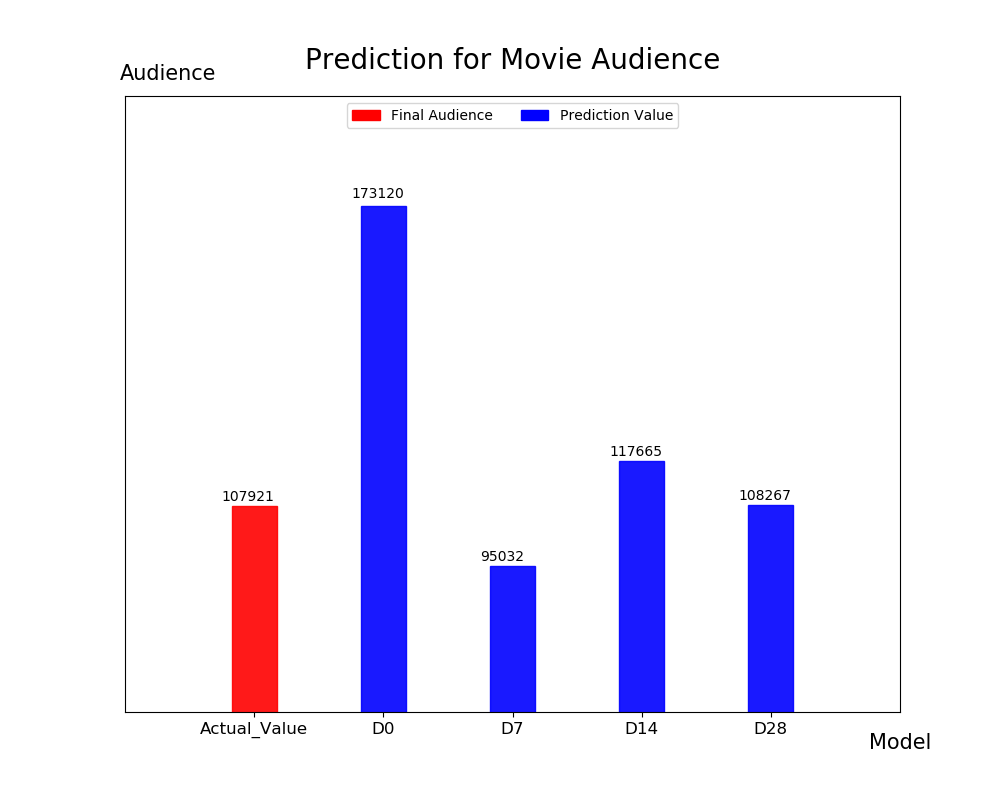 Prediction for Movie Audience
Audience
Final Audience Prediction Value
173120
117665
107921
108267
95032
Actual_Value D0 D7 D14 D28
Model